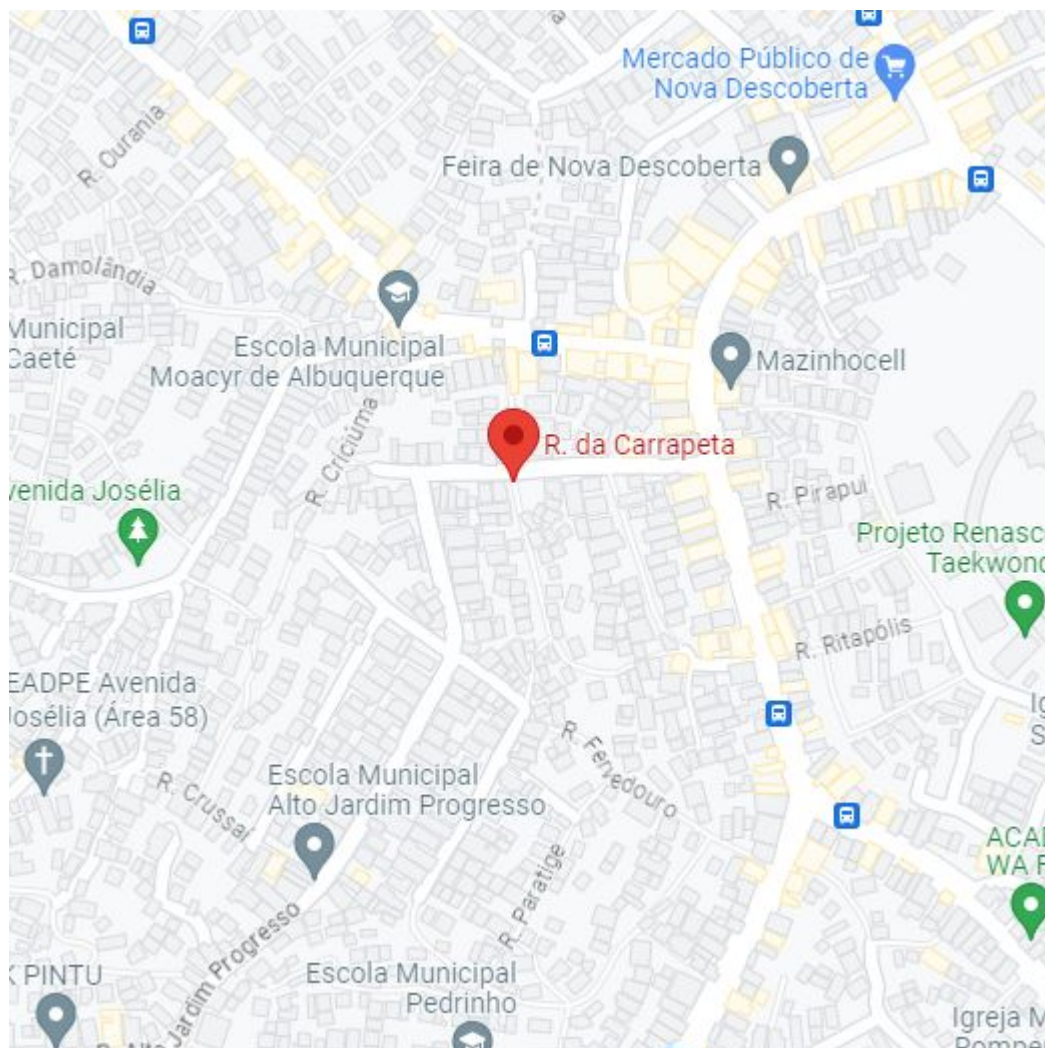 Mercado Público de
Nova Descoberta
R. Ourania
Feira de Nova Descoberta
R. Damolândia
Municipal
Caeté
Escola Municipal
Moacyr de Albuquerque
Mazinhocell
R. Criciúma
R. da Carrapeta
venida Josélia
R. Pirapui
Projeto Renasc
Taekwond
R. Ritapólis
EADPE Avenida
Josélia (Área 58)
R. Fervedouro
Escola Municipal
Alto Jardim Progresso
R. Crussaí
ACAD
WA F
R. Paratige
R. Alto Jardim Progresso
K PINTU
Escola Municipal
Pedrinho
Igreja M